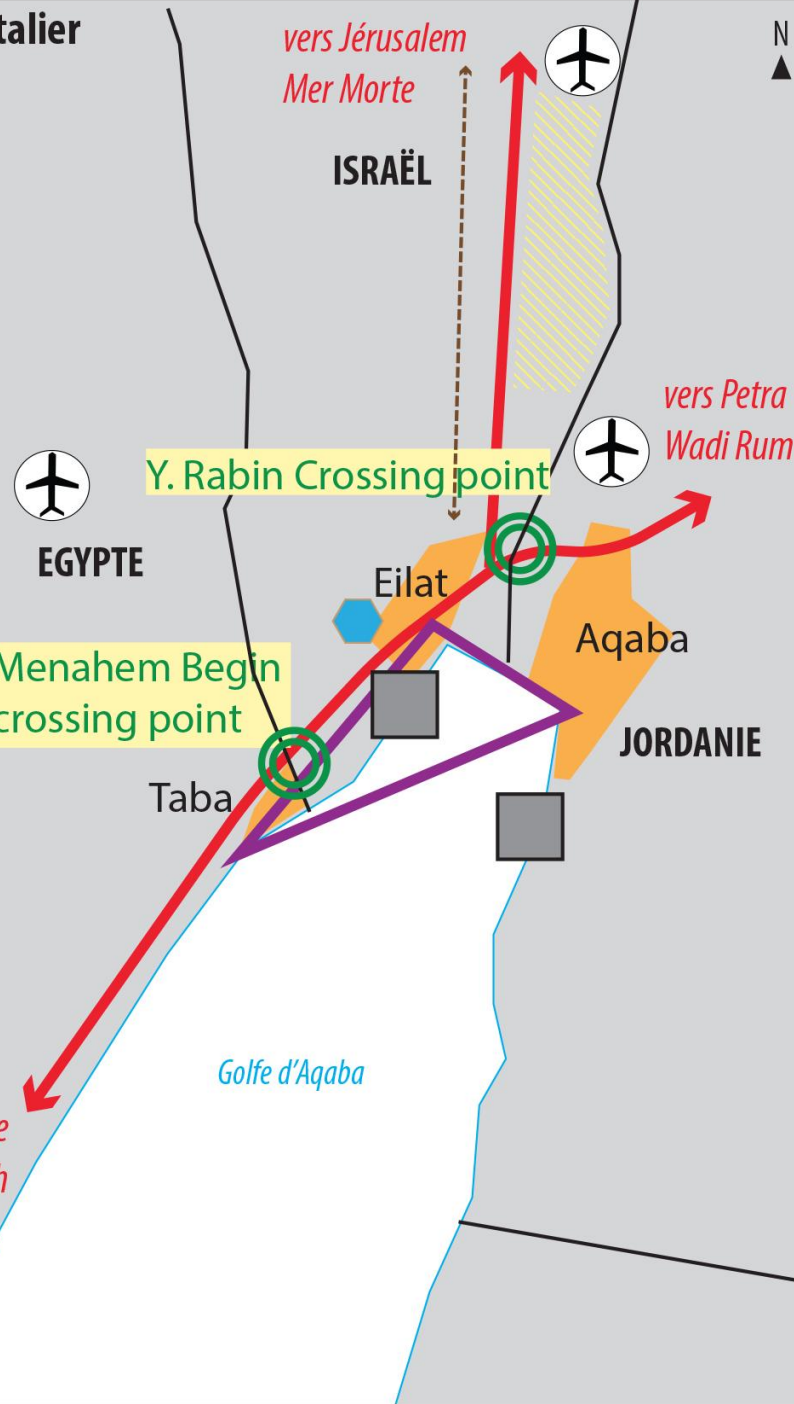 talier
vers Jérusalem
Mer Morte
N
ISRAËL
vers Petra
Wadi Rum
Y. Rabin Crossing point
EGYPTE
Eilat
Aqaba
Menahem Begin
crossing point
JORDANIE
Taba
Golfe d'Aqaba
e
h